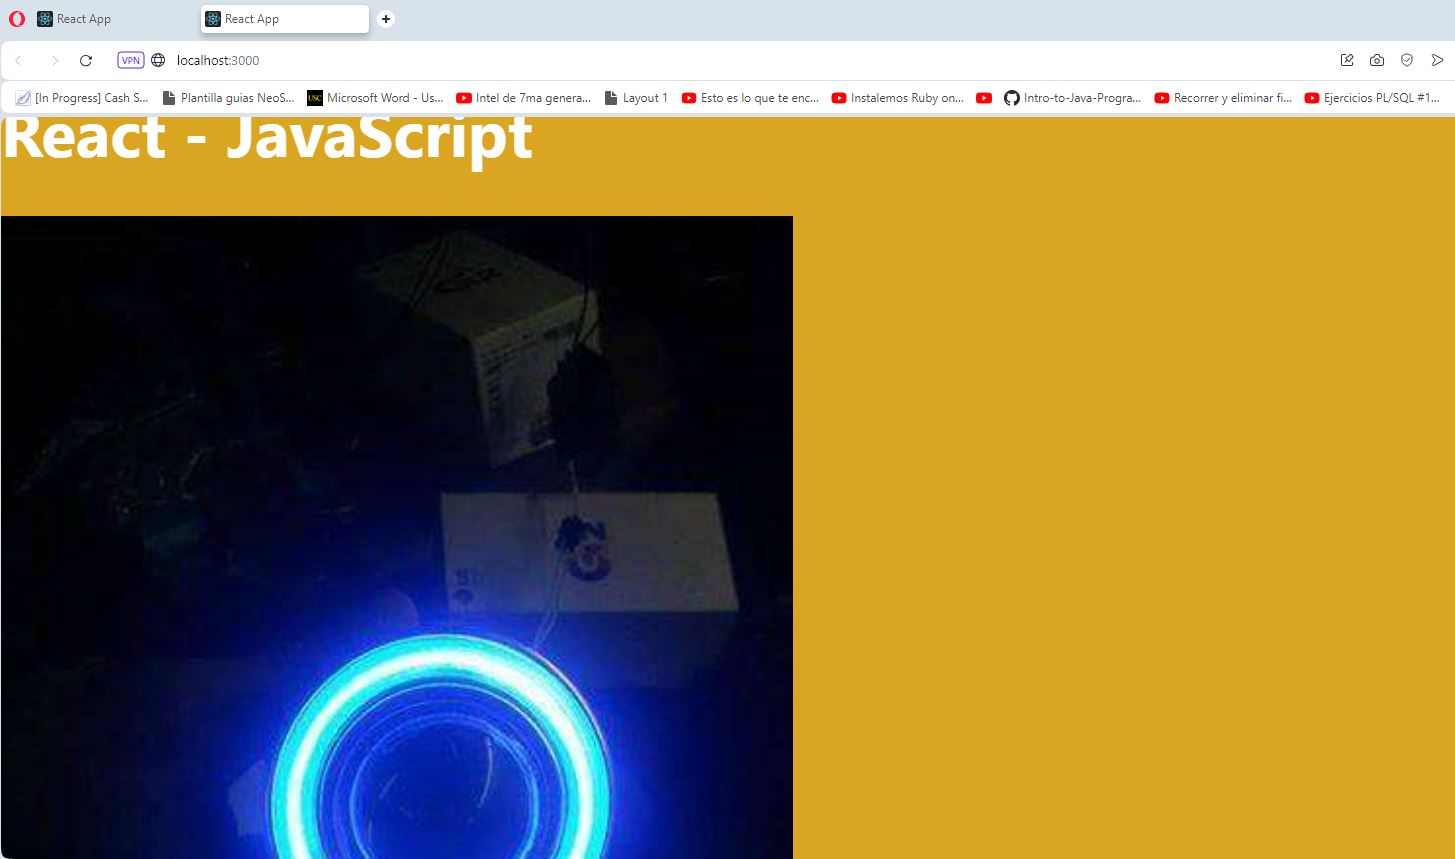 React App
React App
VPN
localhost:3000
[In Progress] Cash S...
Plantilla guias NeoS...
USC
Microsoft Word - Us...
Intel de 7ma genera...
Layout 1
Esto es lo que te enc...
Instalemos Ruby on...
Intro-to-Java-Progra...
Recorrer y eliminar fi...
Ejercicios PL/SQL #1...
React - JavaScript